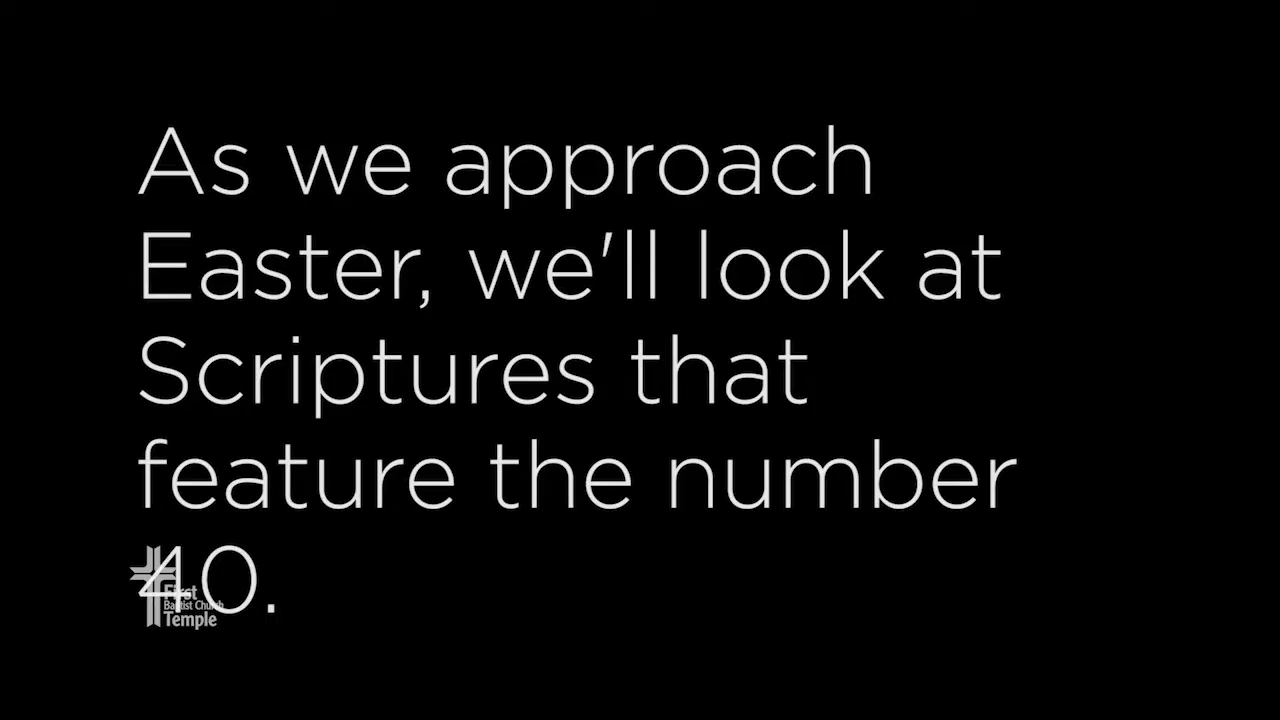 As we approach
Easter, we'll look at
Scriptures that
feature the number
40.
First
Baptist Church
Temple